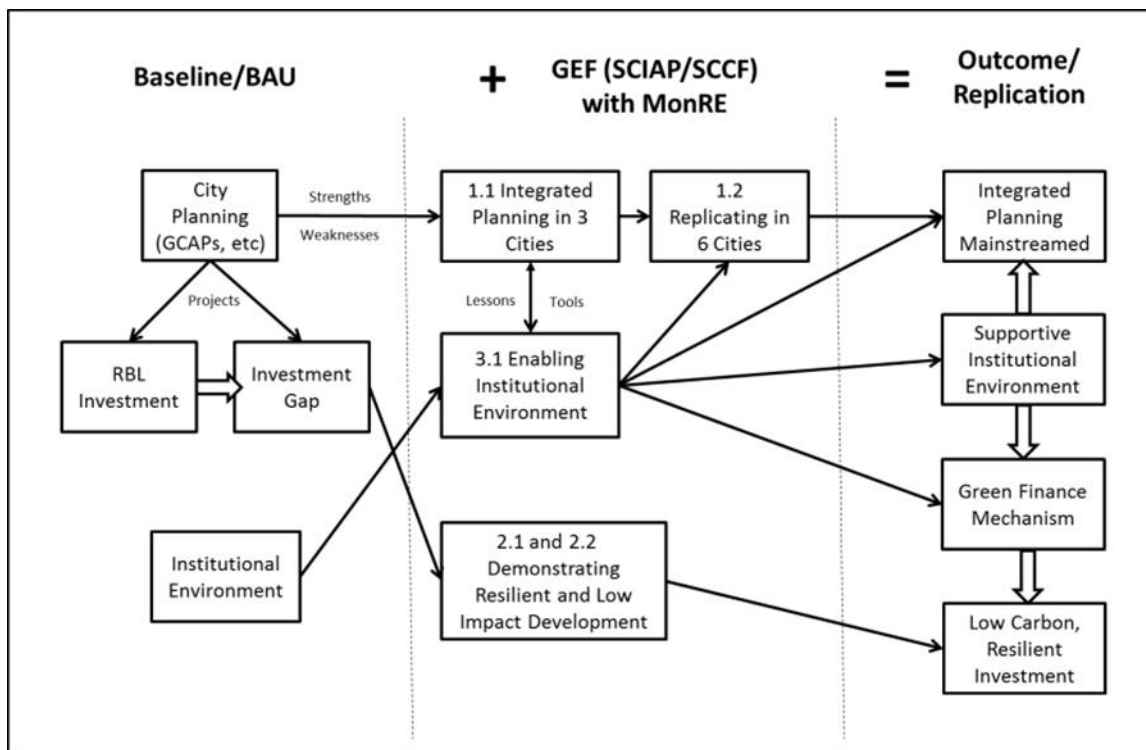 Baseline/BAU
+
GEF (SCIAP/SCCF)
with MonRE
=
Outcome/
Replication
City
Planning
(GCAPs, etc)
Strengths
Weaknesses
1.1 Integrated
Planning in 3
Cities
1.2
Replicating in
6 Cities
Integrated
Planning
Mainstreamed
Projects
Lessons
Tools
RBL
Investment
Investment
Gap
3.1 Enabling
Institutional
Environment
Supportive
Institutional
Environment
Green Finance
Mechanism
Institutional
Environment
2.1 and 2.2
Demonstrating
Resilient and Low
Impact Development
Low Carbon,
Resilient
Investment